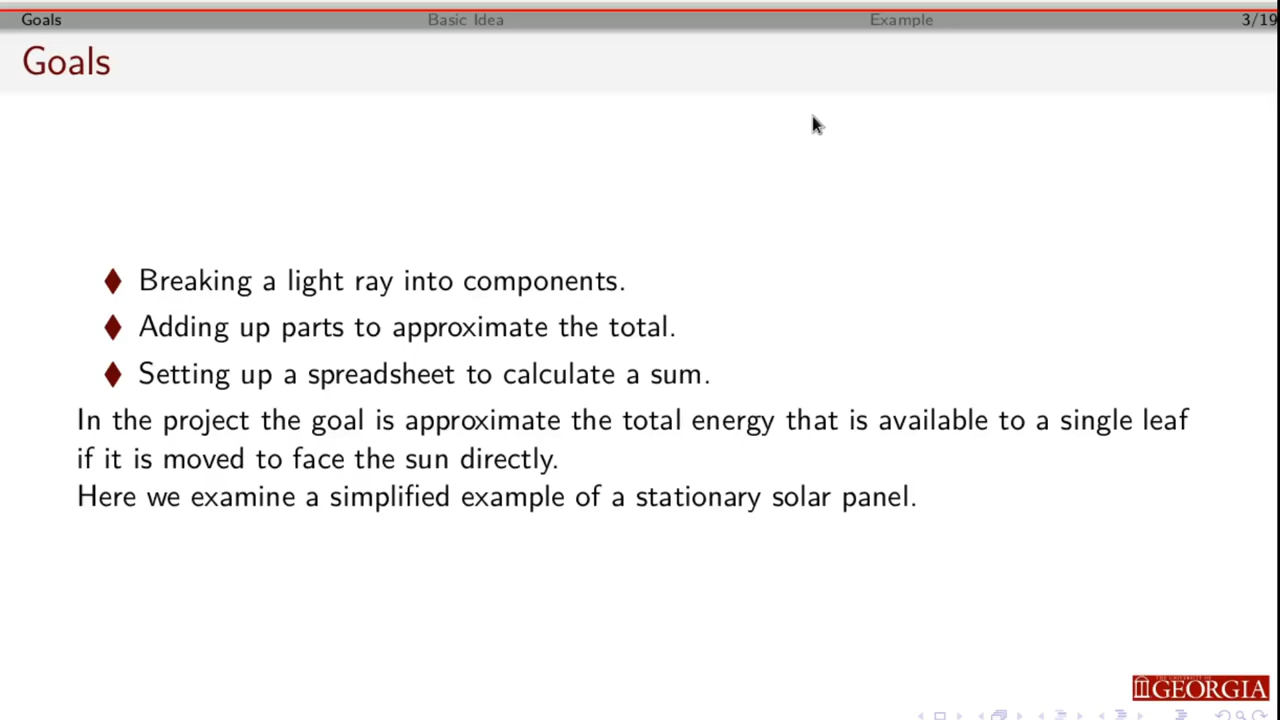 Goals Basic Idea Example 3/19
Goals
Breaking a light ray into components.
Adding up parts to approximate the total.
Setting up a spreadsheet to calculate a sum.
In the project the goal is approximate the total energy that is available to a single leaf
if it is moved to face the sun directly.
Here we examine a simplified example of a stationary solar panel.
THE UNIVERSITY OF
GEORGIA